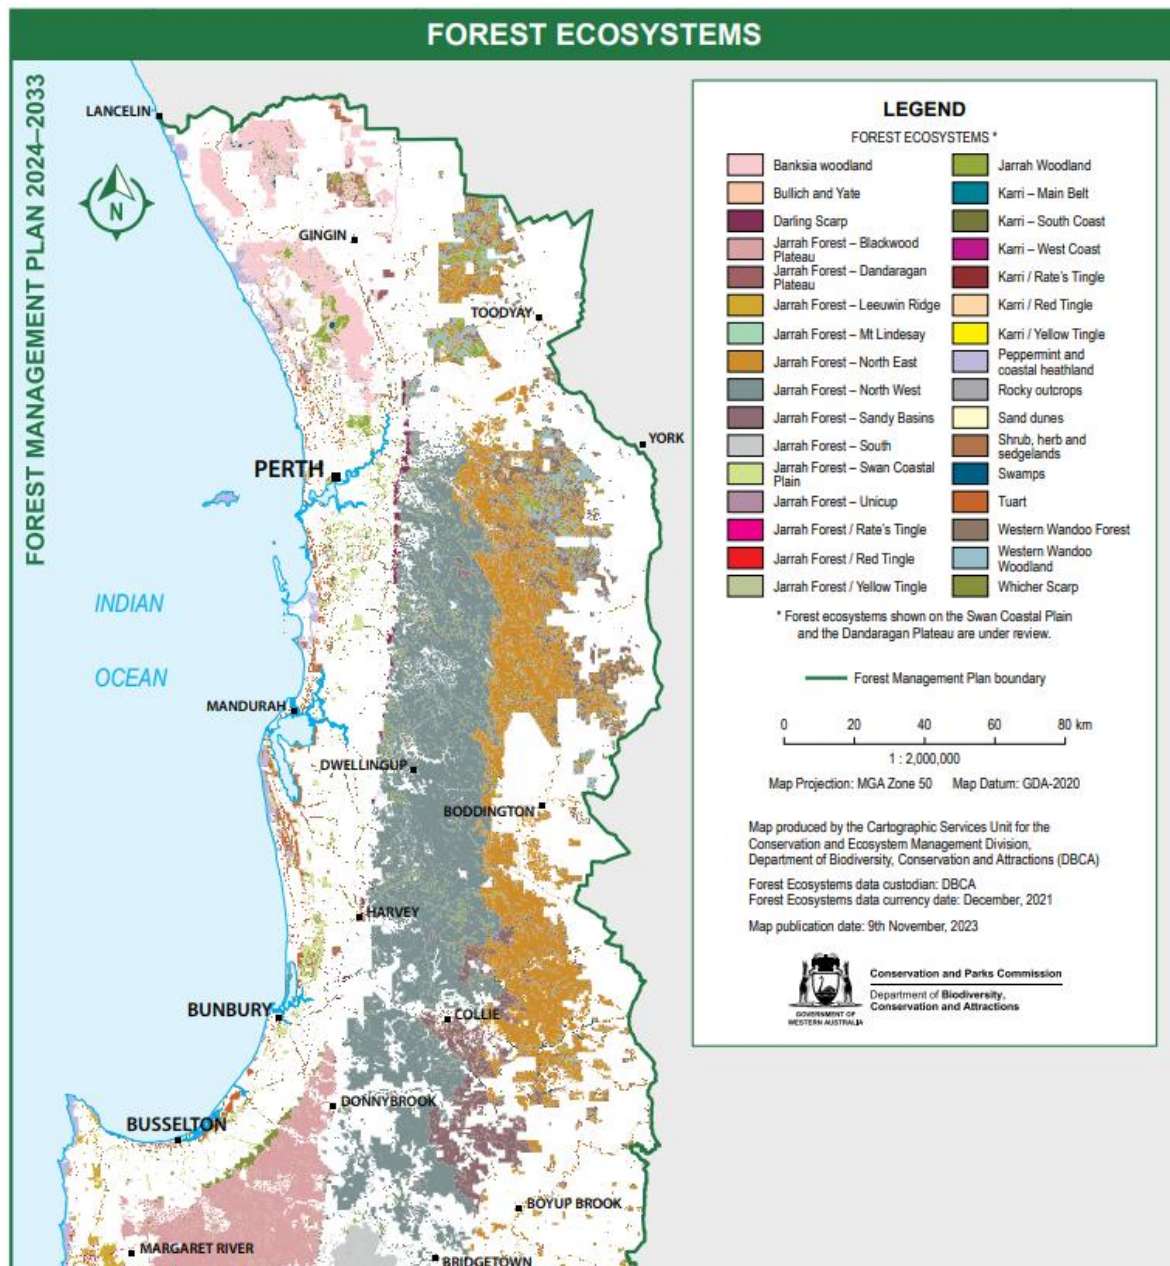 FOREST ECOSYSTEMS
FOREST MANAGEMENT PLAN 2024–2033
LANCELIN
N
GINGIN
TOODYAY
YORK
PERTH
INDIAN
OCEAN
MANDURAH
DWELLINGUP
BODDINGTON
HARVEY
BUNBURY
COLLIE
DONNYBROOK
BUSSELTON
BOYUP BROOK
MARGARET RIVER
BRIDGETOWN
LEGEND
FOREST ECOSYSTEMS *
Banksia woodland
Bullich and Yate
Darling Scarp
Jarrah Forest – Blackwood
Plateau
Jarrah Forest – Dandaragan
Plateau
Jarrah Forest – Leeuwin Ridge
Jarrah Forest – Mt Lindesay
Jarrah Forest – North East
Jarrah Forest – North West
Jarrah Forest – Sandy Basins
Jarrah Forest – South
Jarrah Forest – Swan Coastal
Plain
Jarrah Forest – Unicup
Jarrah Forest / Rate's Tingle
Jarrah Forest / Red Tingle
Jarrah Forest / Yellow Tingle
Jarrah Woodland
Karri – Main Belt
Karri – South Coast
Karri – West Coast
Karri / Rate's Tingle
Karri / Red Tingle
Karri / Yellow Tingle
Peppermint and
coastal heathland
Rocky outcrops
Sand dunes
Shrub, herb and
sedgelands
Swamps
Tuart
Western Wandoo Forest
Western Wandoo
Woodland
Whicher Scarp
* Forest ecosystems shown on the Swan Coastal Plain
and the Dandaragan Plateau are under review.
Forest Management Plan boundary
0 20 40 60 80 km
1 : 2,000,000
Map Projection: MGA Zone 50 Map Datum: GDA-2020
Map produced by the Cartographic Services Unit for the
Conservation and Ecosystem Management Division,
Department of Biodiversity, Conservation and Attractions (DBCA)
Forest Ecosystems data custodian: DBCA
Forest Ecosystems data currency date: December, 2021
Map publication date: 9th November, 2023
GOVERNMENT OF
WESTERN AUSTRALIA
Conservation and Parks Commission
Department of Biodiversity,
Conservation and Attractions